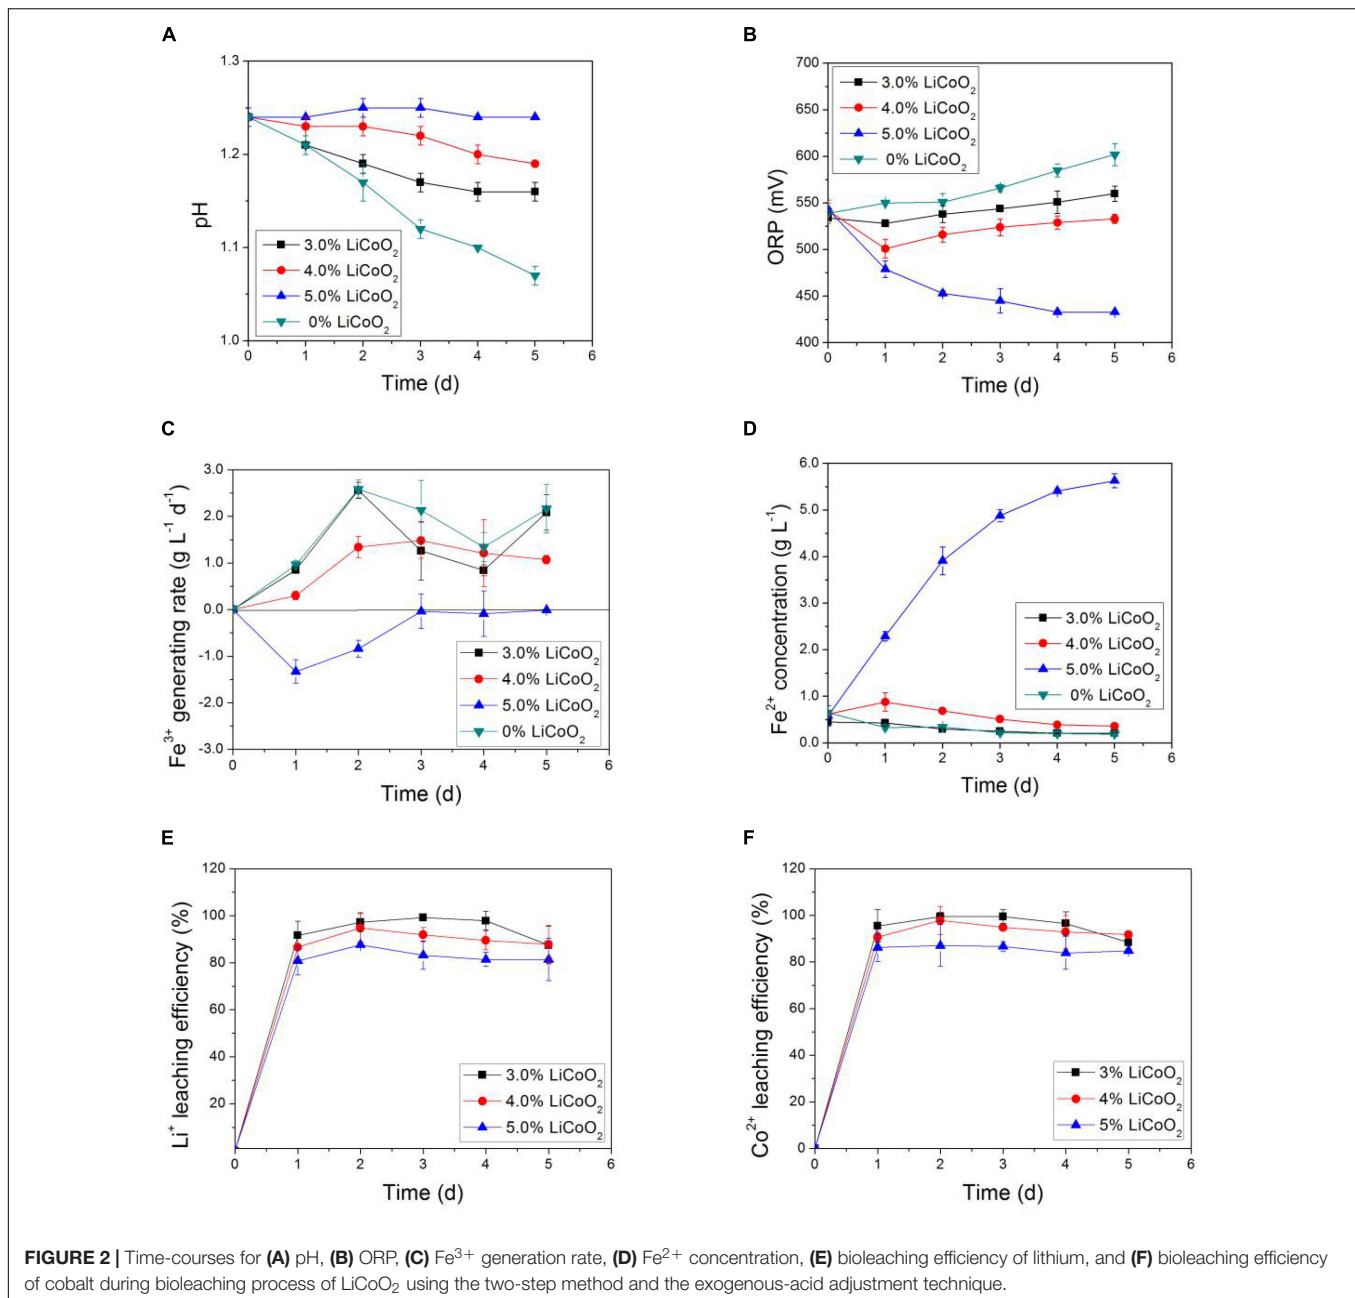 A
1.3
1.2
1.1
1.0
pH
3.0% LiCoO2
4.0% LiCoO2
5.0% LiCoO2
0% LiCoO2
0 1 2 3 4 5 6
Time (d)
B
700
650
600
550
500
450
400
ORP (mV)
3.0% LiCoO2
4.0% LiCoO2
5.0% LiCoO2
0% LiCoO2
0 1 2 3 4 5 6
Time (d)
C
3.0
2.0
1.0
0.0
-1.0
-2.0
-3.0
Fe3+ generating rate (g L-1 d-1)
3.0% LiCoO2
4.0% LiCoO2
5.0% LiCoO2
0% LiCoO2
0 1 2 3 4 5 6
Time (d)
D
6.0
5.0
4.0
3.0
2.0
1.0
0.0
Fe2+ concentration (g L-1)
3.0% LiCoO2
4.0% LiCoO2
5.0% LiCoO2
0% LiCoO2
0 1 2 3 4 5 6
Time (d)
E
120
100
80
60
40
20
Li+ leaching efficiency (%)
3.0% LiCoO2
4.0% LiCoO2
5.0% LiCoO2
0 1 2 3 4 5 6
Time (d)
F
120
100
80
60
40
20
0
Co2+ leaching efficiency (%)
3% LiCoO2
4% LiCoO2
5% LiCoO2
0 1 2 3 4 5 6
Time (d)
FIGURE 2 | Time-courses for (A) pH, (B) ORP, (C) Fe3+ generation rate, (D) Fe2+ concentration, (E) bioleaching efficiency of lithium, and (F) bioleaching efficiency
of cobalt during bioleaching process of LiCoO2 using the two-step method and the exogenous-acid adjustment technique.